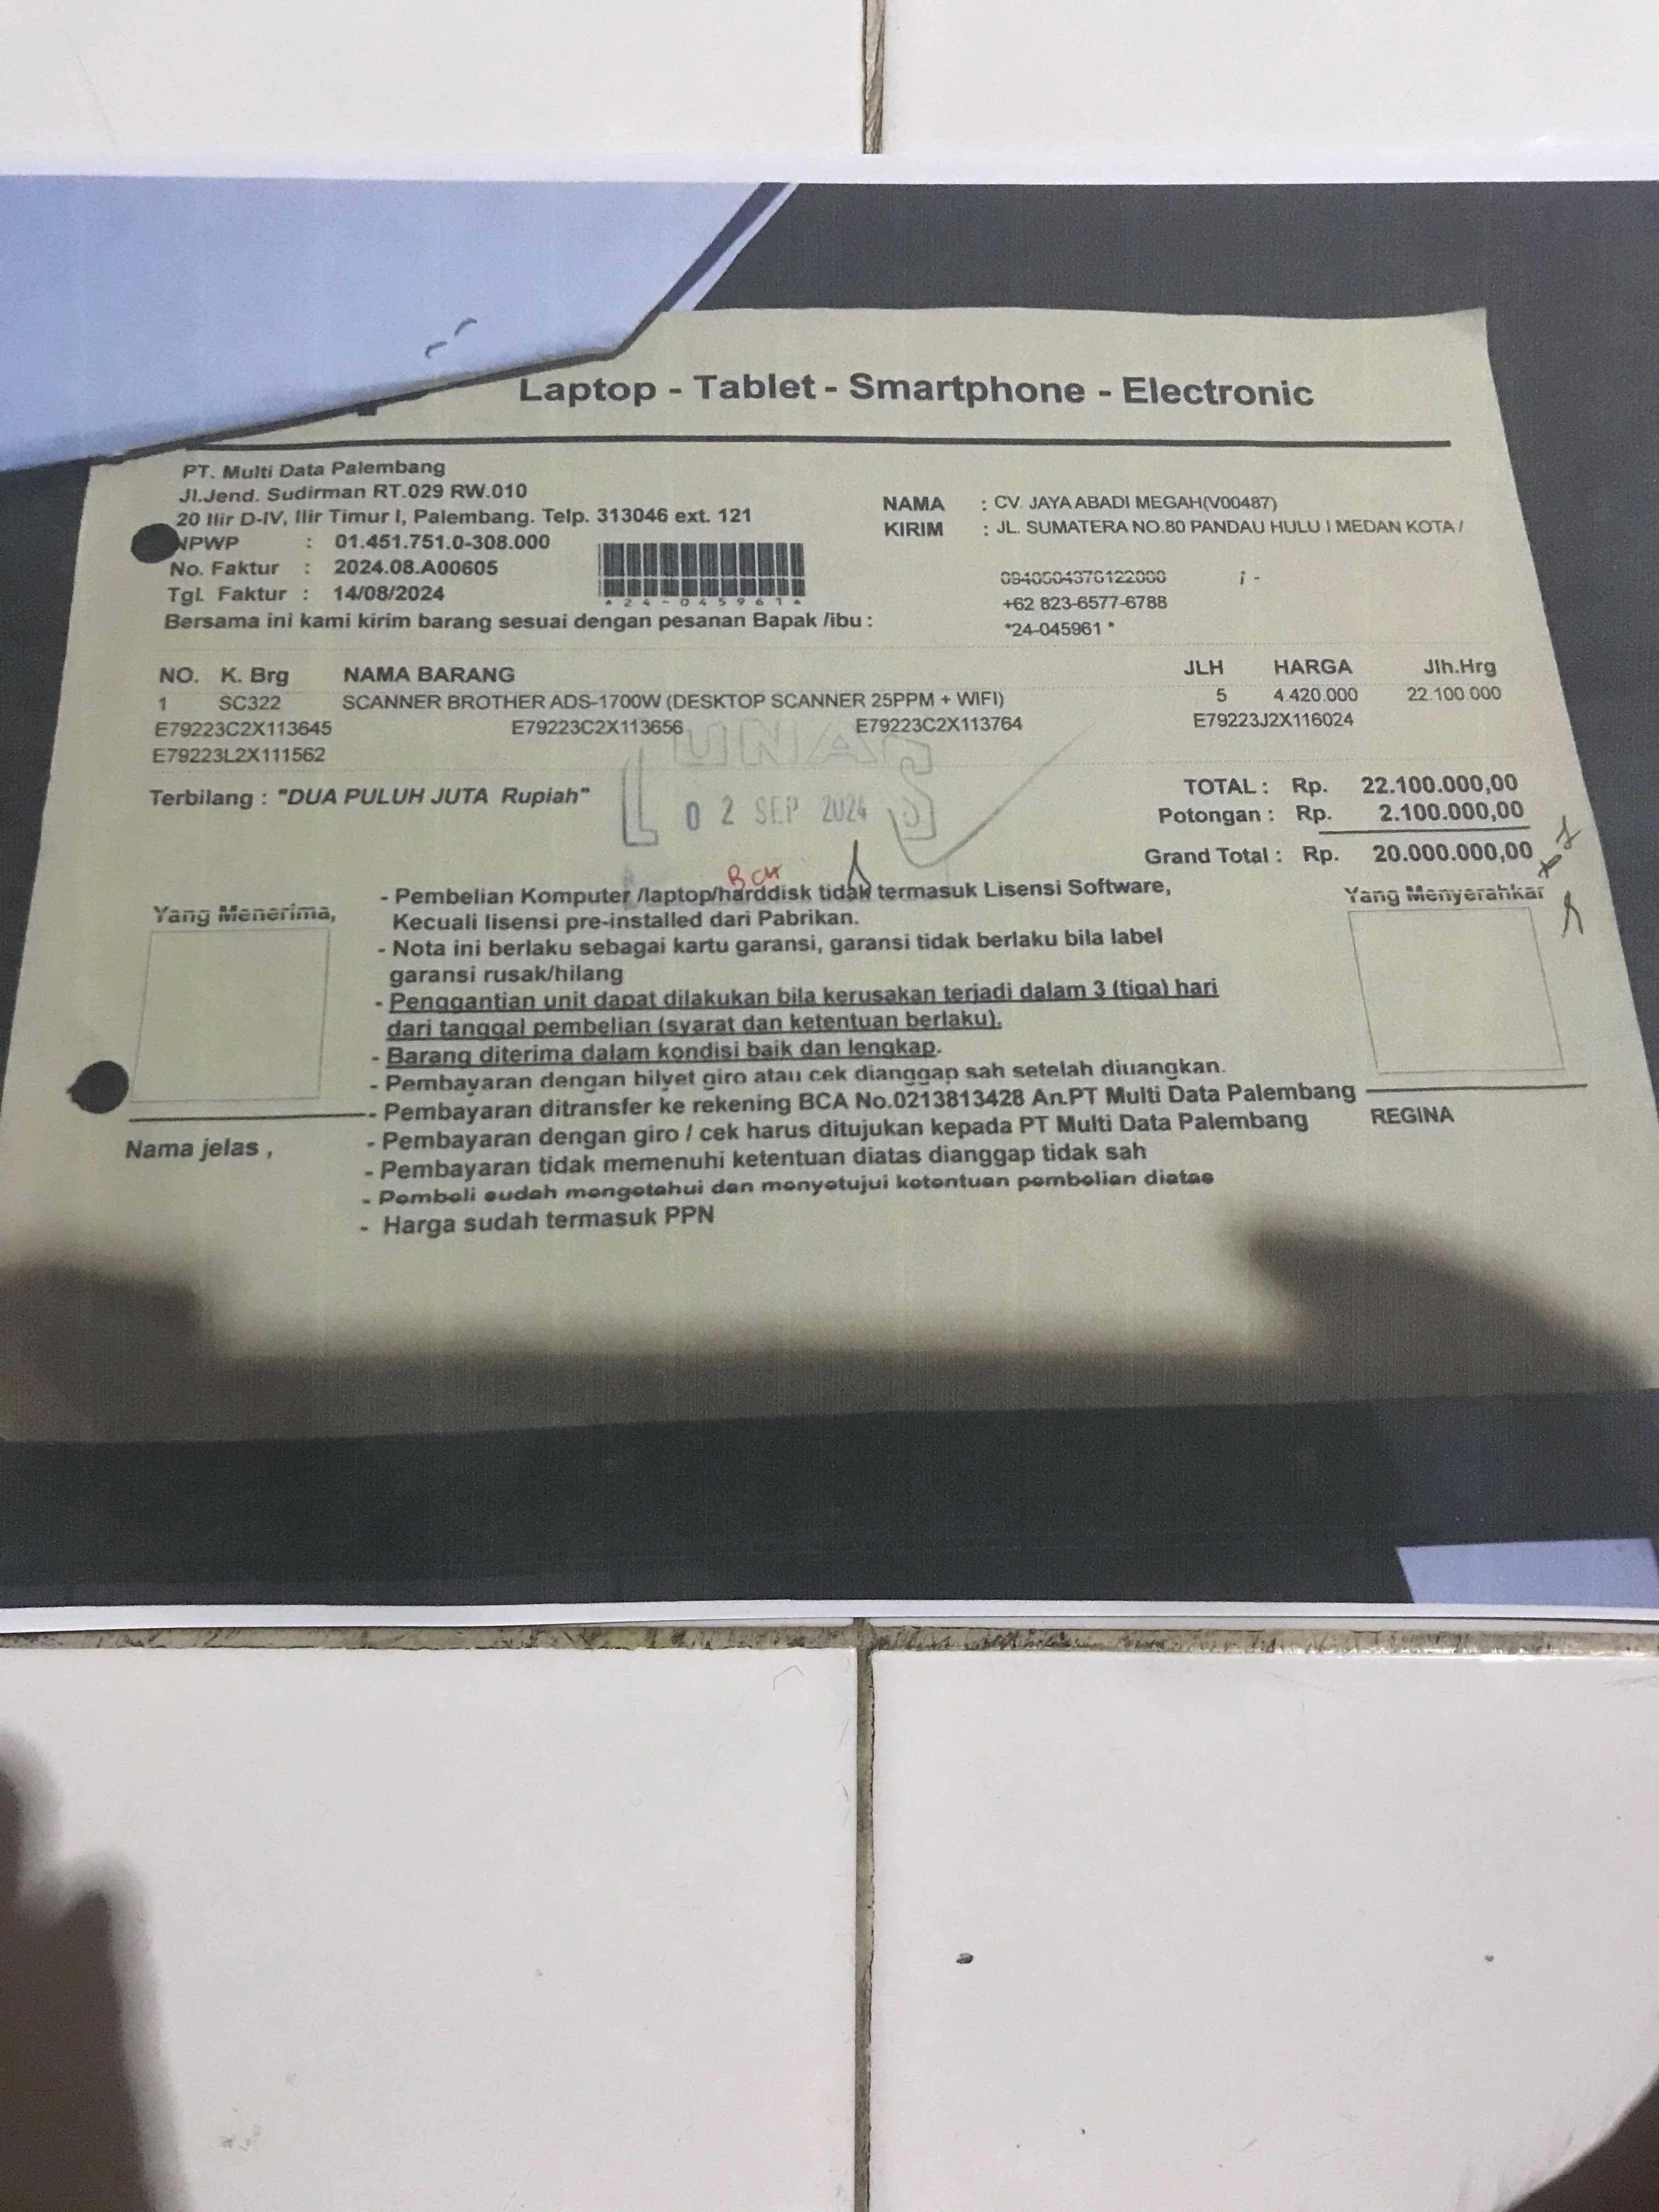 Laptop - Tablet - Smartphone - Electronic
PT. Multi Data Palembang
Jl.Jend. Sudirman RT.029 RW.010
20 Ilir D-IV, Ilir Timur I, Palembang. Telp. 313046 ext. 121
NPWP : 01.451.751.0-308.000
No. Faktur : 2024.08.A00605
Tgl. Faktur : 14/08/2024
*24-045961*
NAMA : CV. JAYA ABADI MEGAH(V00487)
KIRIM : JL. SUMATERA NO.80 PANDAU HULU I MEDAN KOTA /
; -
+62 823-6577-6788
*24-045961 *
Bersama ini kami kirim barang sesuai dengan pesanan Bapak /ibu :
NO. K. Brg NAMA BARANG JLH HARGA Jlh.Hrg
1 SC322 SCANNER BROTHER ADS-1700W (DESKTOP SCANNER 25PPM + WIFI) 5 4.420.000 22.100.000
E79223C2X113645 E79223C2X113656 E79223C2X113764 E79223J2X116024
E79223L2X111562
LUNAS
02 SEP 2024
Terbilang : "DUA PULUH JUTA Rupiah"
TOTAL : Rp. 22.100.000,00
Potongan : Rp. 2.100.000,00
Grand Total : Rp. 20.000.000,00
Yang Menerima,
Yang Menyerahkan
- Pembelian Komputer /laptop/harddisk tidak termasuk Lisensi Software,
Kecuali lisensi pre-installed dari Pabrikan.
- Nota ini berlaku sebagai kartu garansi, garansi tidak berlaku bila label
garansi rusak/hilang
- Penggantian unit dapat dilakukan bila kerusakan terjadi dalam 3 (tiga) hari
dari tanggal pembelian (syarat dan ketentuan berlaku).
- Barang diterima dalam kondisi baik dan lengkap.
- Pembayaran dengan bilyet giro atau cek dianggap sah setelah diuangkan.
- Pembayaran ditransfer ke rekening BCA No.0213813428 An.PT Multi Data Palembang
- Pembayaran dengan giro / cek harus ditujukan kepada PT Multi Data Palembang
- Pembayaran tidak memenuhi ketentuan diatas dianggap tidak sah
- Pembeli sudah mengetahui dan menyetujui ketentuan pembelian diatas
- Harga sudah termasuk PPN
Nama jelas ,
REGINA